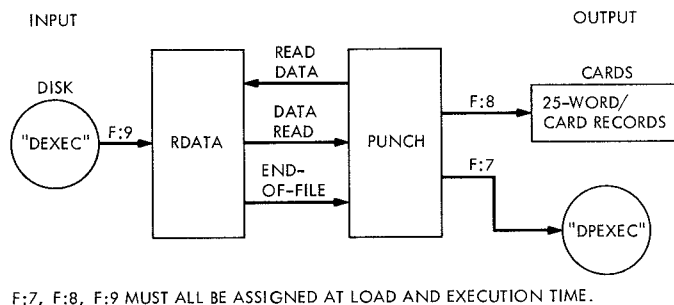 INPUT
OUTPUT
DISK
"DEXEC"
F:9
RDATA
READ
DATA
DATA
READ
END-
OF-FILE
PUNCH
F:8
F:7
CARDS
25-WORD/
CARD RECORDS
"DPEXEC"
F:7, F:8, F:9 MUST ALL BE ASSIGNED AT LOAD AND EXECUTION TIME.